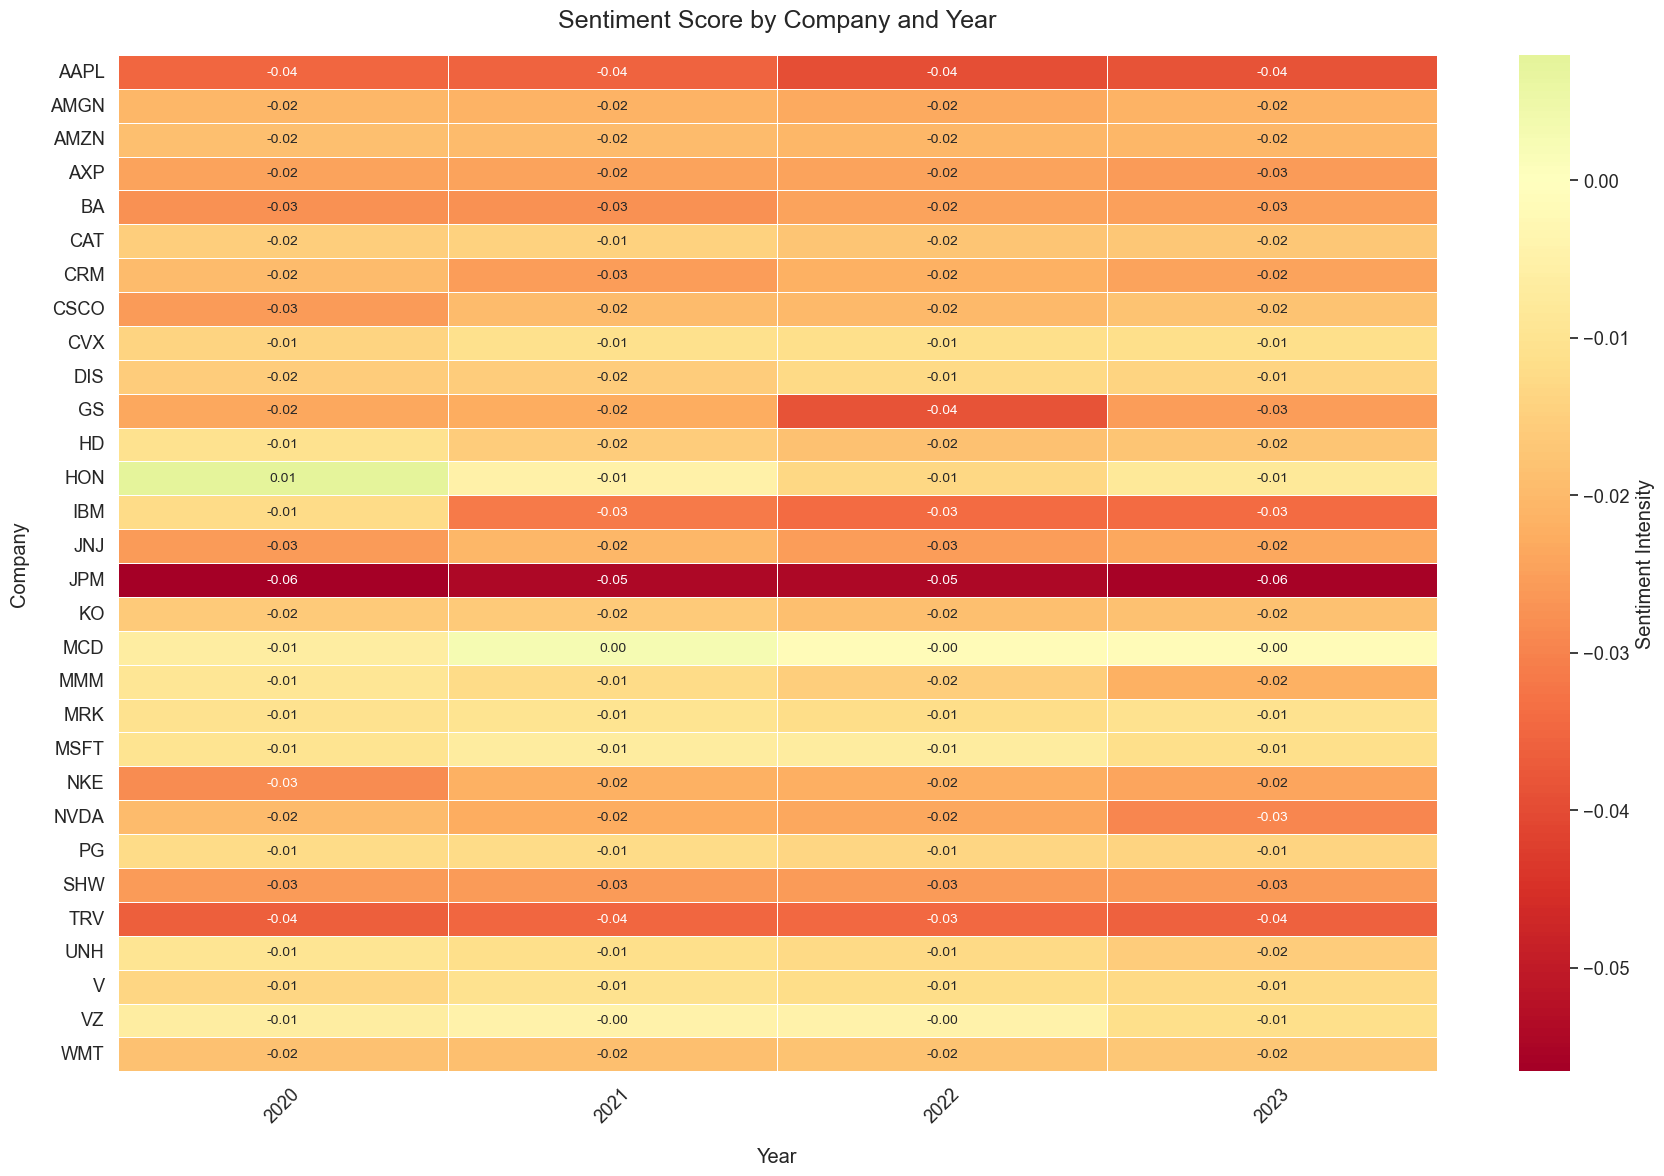 Sentiment Score by Company and Year
AAPL -0.04 -0.04 -0.04 -0.04
AMGN -0.02 -0.02 -0.02 -0.02
AMZN -0.02 -0.02 -0.02 -0.02
AXP -0.02 -0.02 -0.02 -0.03
BA -0.03 -0.03 -0.02 -0.03
CAT -0.02 -0.01 -0.02 -0.02
CRM -0.02 -0.03 -0.02 -0.02
CSCO -0.03 -0.02 -0.02 -0.02
CVX -0.01 -0.01 -0.01 -0.01
DIS -0.02 -0.02 -0.01 -0.01
GS -0.02 -0.02 -0.04 -0.03
HD -0.01 -0.02 -0.02 -0.02
HON 0.01 -0.01 -0.01 -0.01
IBM -0.01 -0.03 -0.03 -0.03
JNJ -0.03 -0.02 -0.03 -0.02
JPM -0.06 -0.05 -0.05 -0.06
KO -0.02 -0.02 -0.02 -0.02
MCD -0.01 0.00 -0.00 -0.00
MMM -0.01 -0.01 -0.02 -0.02
MRK -0.01 -0.01 -0.01 -0.01
MSFT -0.01 -0.01 -0.01 -0.01
NKE -0.03 -0.02 -0.02 -0.02
NVDA -0.02 -0.02 -0.02 -0.03
PG -0.01 -0.01 -0.01 -0.01
SHW -0.03 -0.03 -0.03 -0.03
TRV -0.04 -0.04 -0.03 -0.04
UNH -0.01 -0.01 -0.01 -0.02
V -0.01 -0.01 -0.01 -0.01
VZ -0.01 -0.00 -0.00 -0.01
WMT -0.02 -0.02 -0.02 -0.02
2020 2021 2022 2023
Year
Company
0.00
−0.01
−0.02
−0.03
−0.04
−0.05
Sentiment Intensity